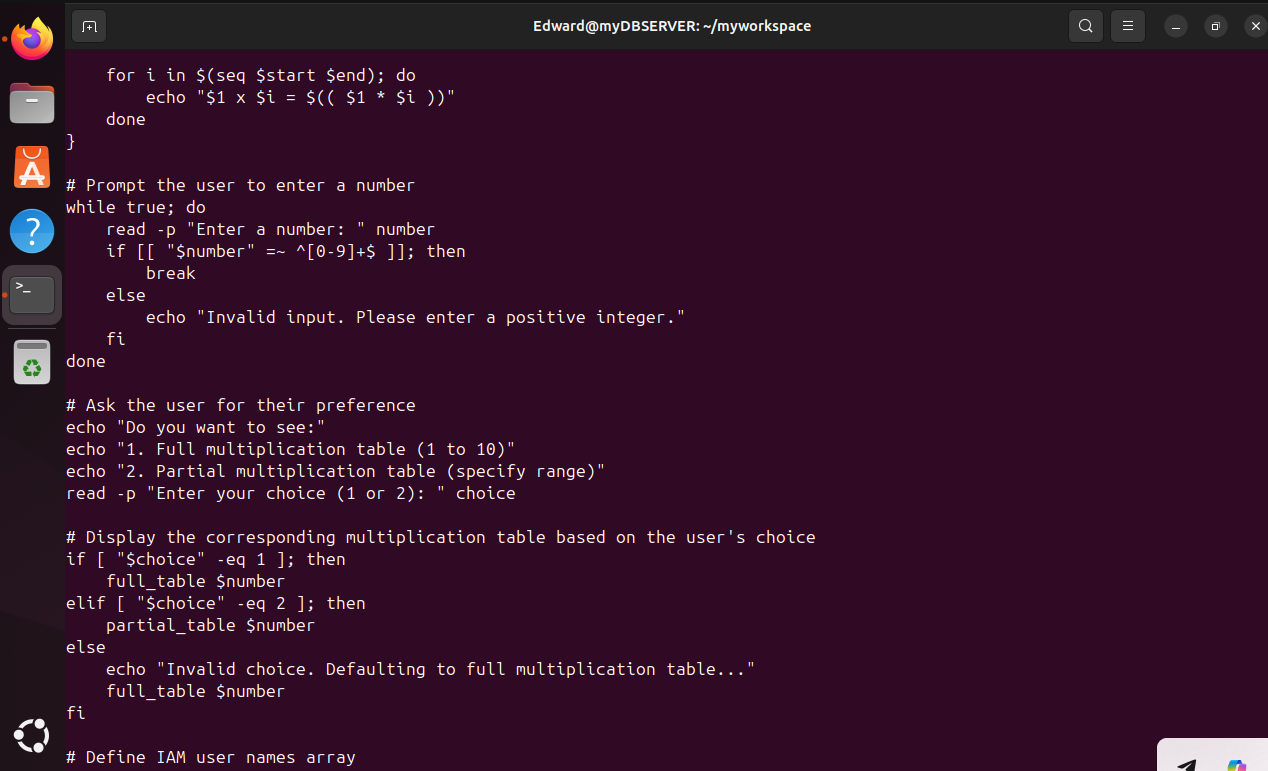 Edward@myDBSERVER: ~/myworkspace
    for i in $(seq $start $end); do
        echo "$1 x $i = $(( $1 * $i ))"
    done
}

# Prompt the user to enter a number
while true; do
    read -p "Enter a number: " number
    if [[ "$number" =~ ^[0-9]+$ ]]; then
        break
    else
        echo "Invalid input. Please enter a positive integer."
    fi
done

# Ask the user for their preference
echo "Do you want to see:"
echo "1. Full multiplication table (1 to 10)"
echo "2. Partial multiplication table (specify range)"
read -p "Enter your choice (1 or 2): " choice

# Display the corresponding multiplication table based on the user's choice
if [ "$choice" -eq 1 ]; then
    full_table $number
elif [ "$choice" -eq 2 ]; then
    partial_table $number
else
    echo "Invalid choice. Defaulting to full multiplication table..."
    full_table $number
fi

# Define IAM user names array